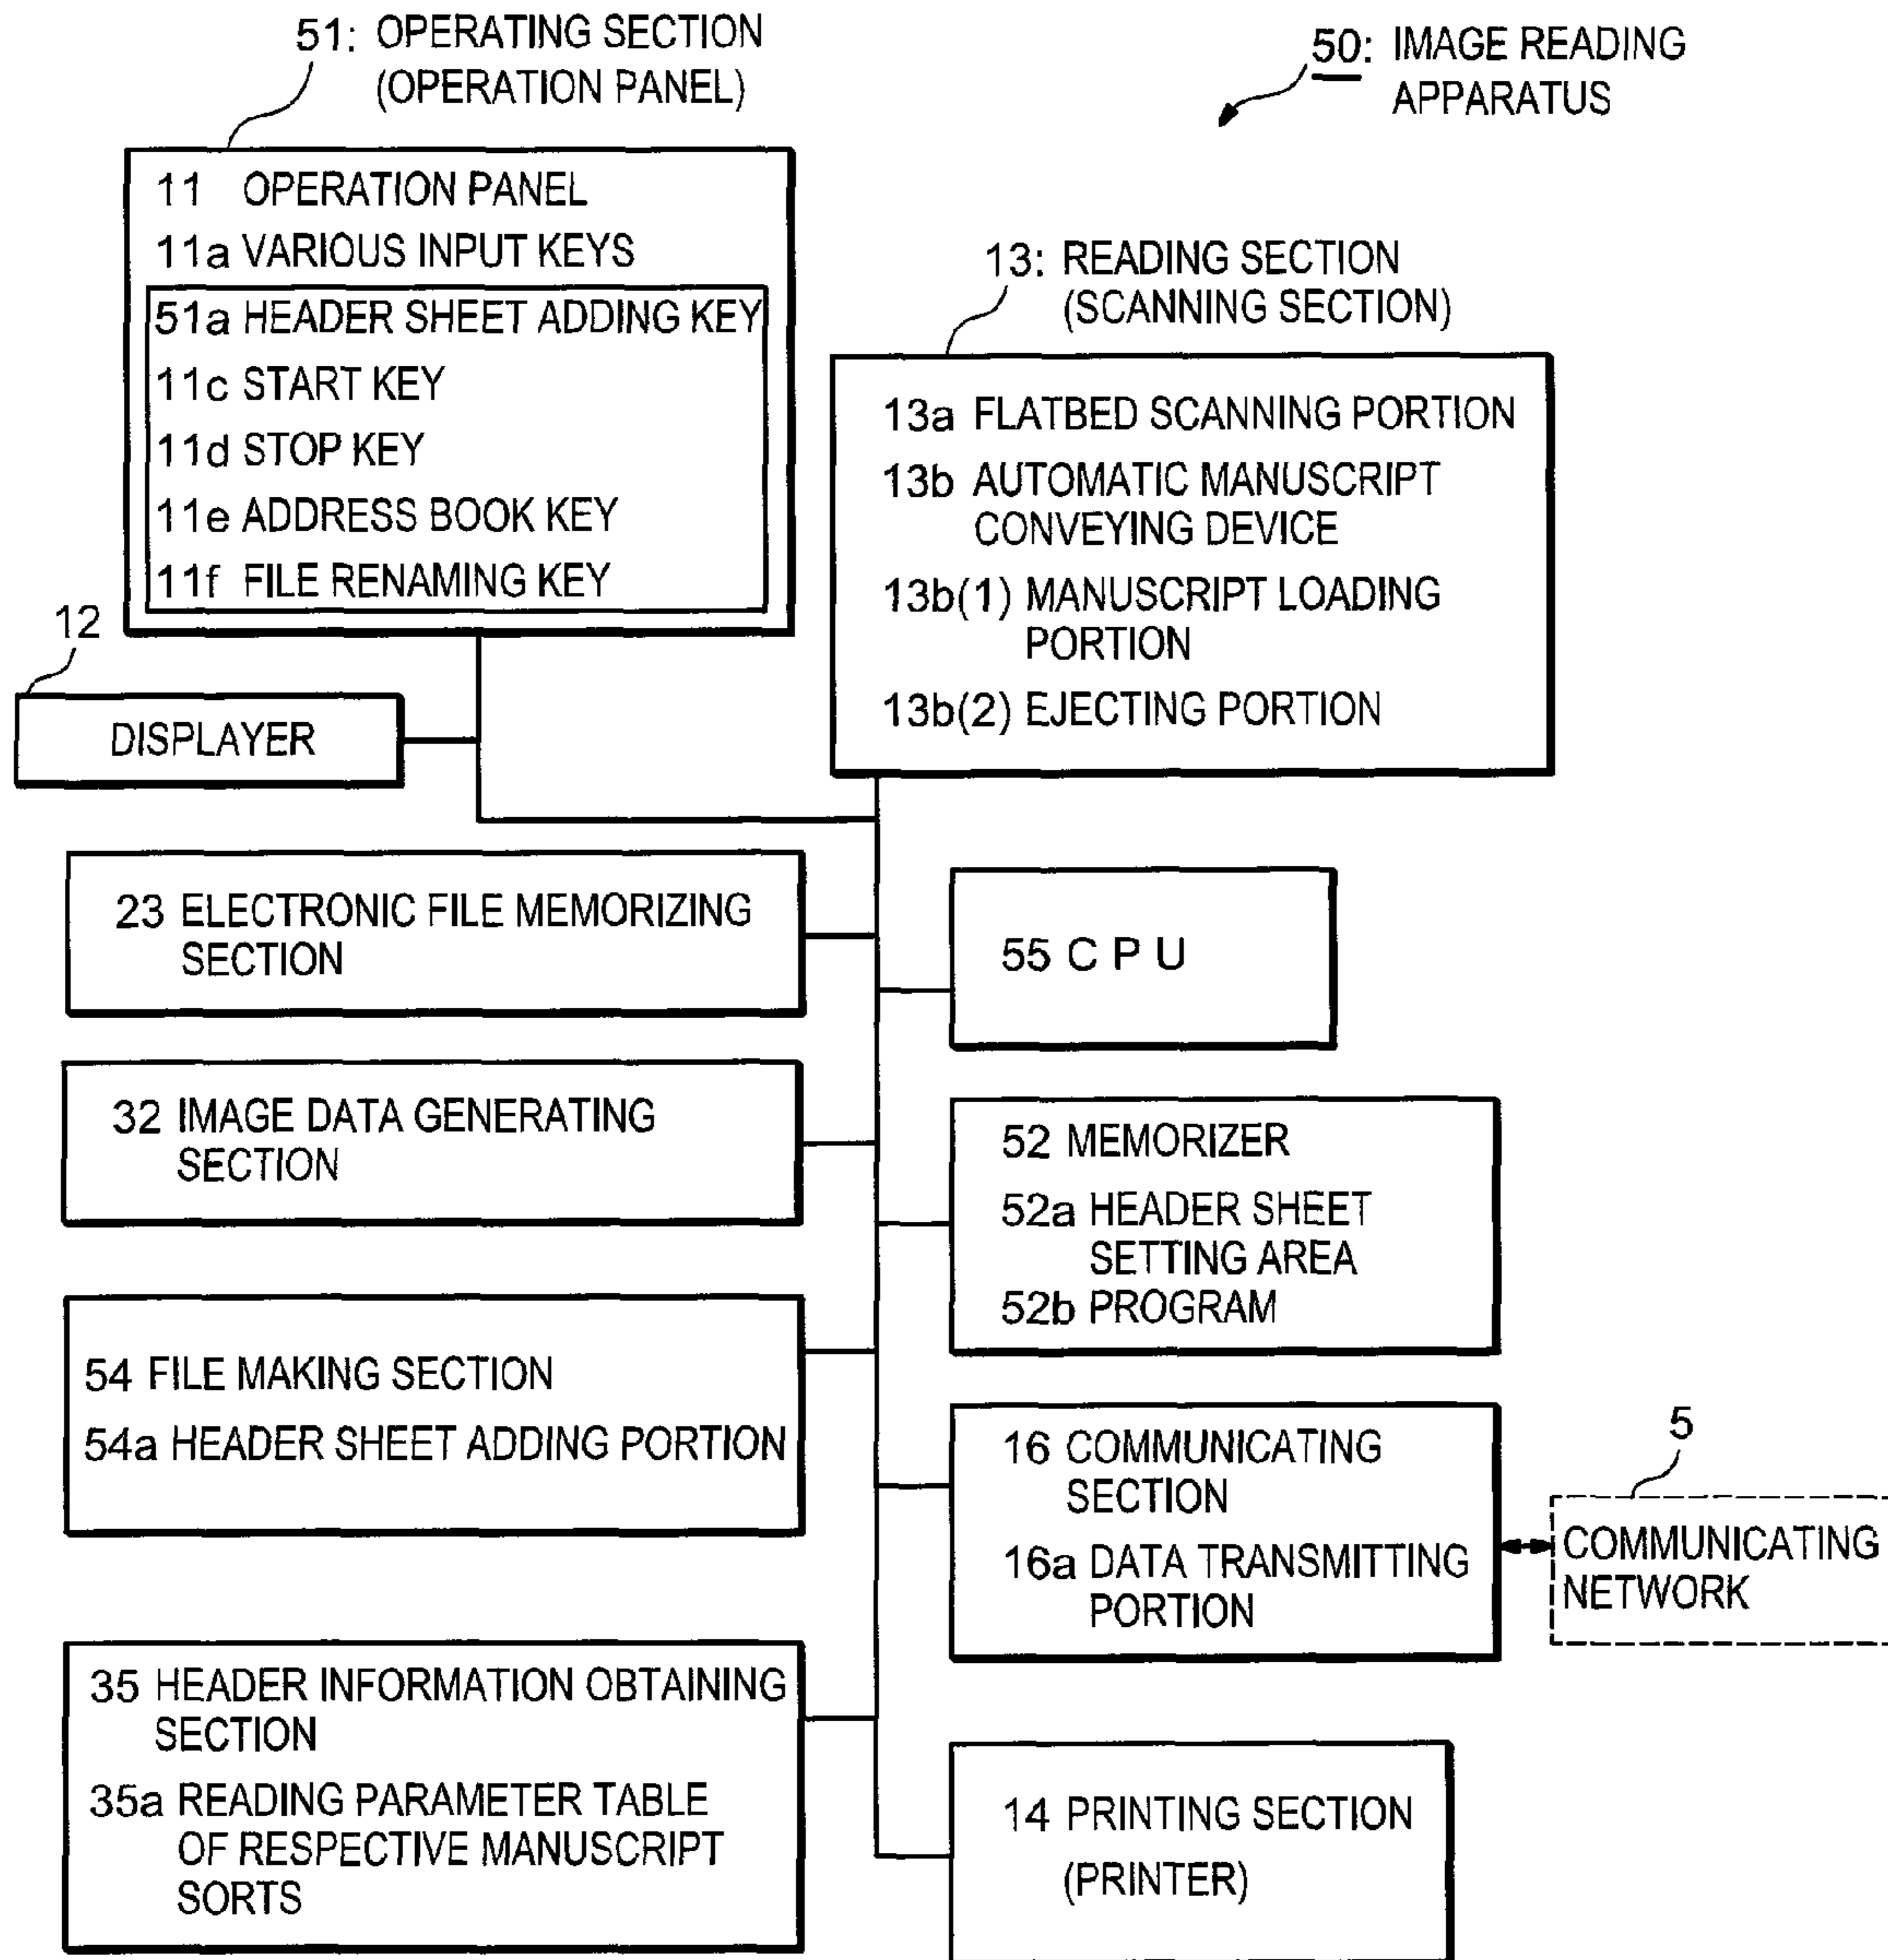 51: OPERATING SECTION
(OPERATION PANEL)
50: IMAGE READING
APPARATUS
11 OPERATION PANEL
11a VARIOUS INPUT KEYS
51a HEADER SHEET ADDING KEY
11c START KEY
11d STOP KEY
11e ADDRESS BOOK KEY
11f FILE RENAMING KEY
13: READING SECTION
(SCANNING SECTION)
13a FLATBED SCANNING PORTION
13b AUTOMATIC MANUSCRIPT
CONVEYING DEVICE
13b(1) MANUSCRIPT LOADING
PORTION
13b(2) EJECTING PORTION
12
DISPLAYER
23 ELECTRONIC FILE MEMORIZING
SECTION
55 C P U
32 IMAGE DATA GENERATING
SECTION
52 MEMORIZER
52a HEADER SHEET
SETTING AREA
52b PROGRAM
54 FILE MAKING SECTION
54a HEADER SHEET ADDING PORTION
16 COMMUNICATING
SECTION
16a DATA TRANSMITTING
PORTION
5
COMMUNICATING
NETWORK
35 HEADER INFORMATION OBTAINING
SECTION
35a READING PARAMETER TABLE
OF RESPECTIVE MANUSCRIPT
SORTS
14 PRINTING SECTION
(PRINTER)